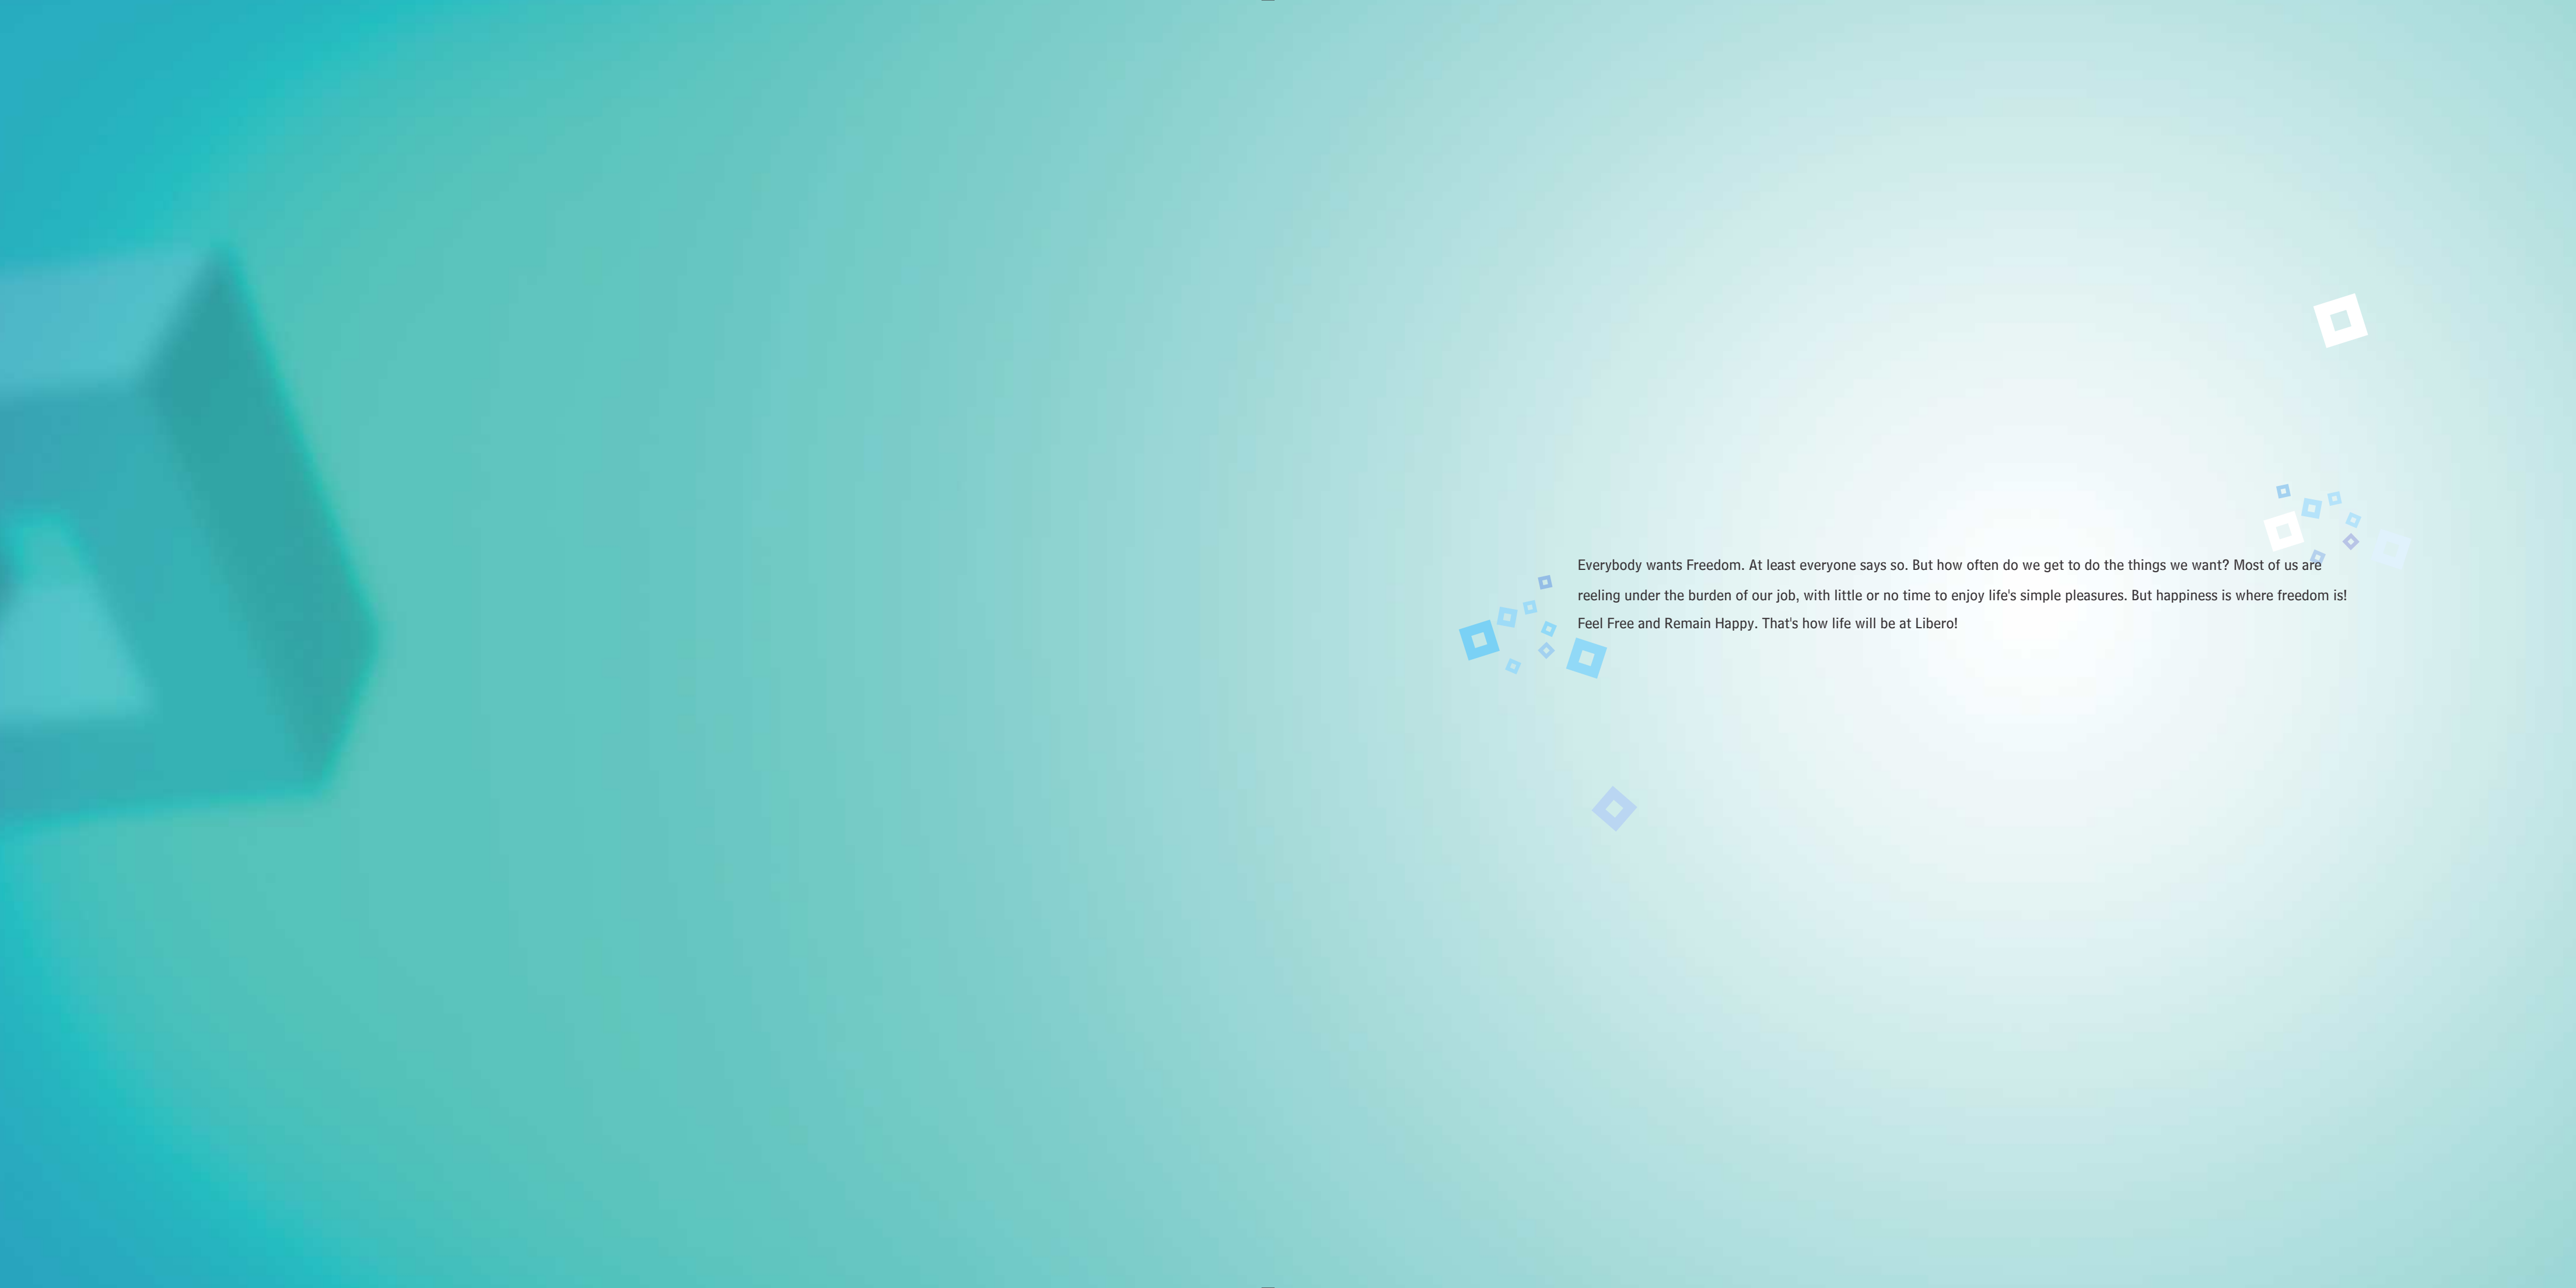 Everybody wants Freedom. At least everyone says so. But how often do we get to do the things we want? Most of us are
reeling under the burden of our job, with little or no time to enjoy life's simple pleasures. But happiness is where freedom is!
Feel Free and Remain Happy. That's how life will be at Libero!